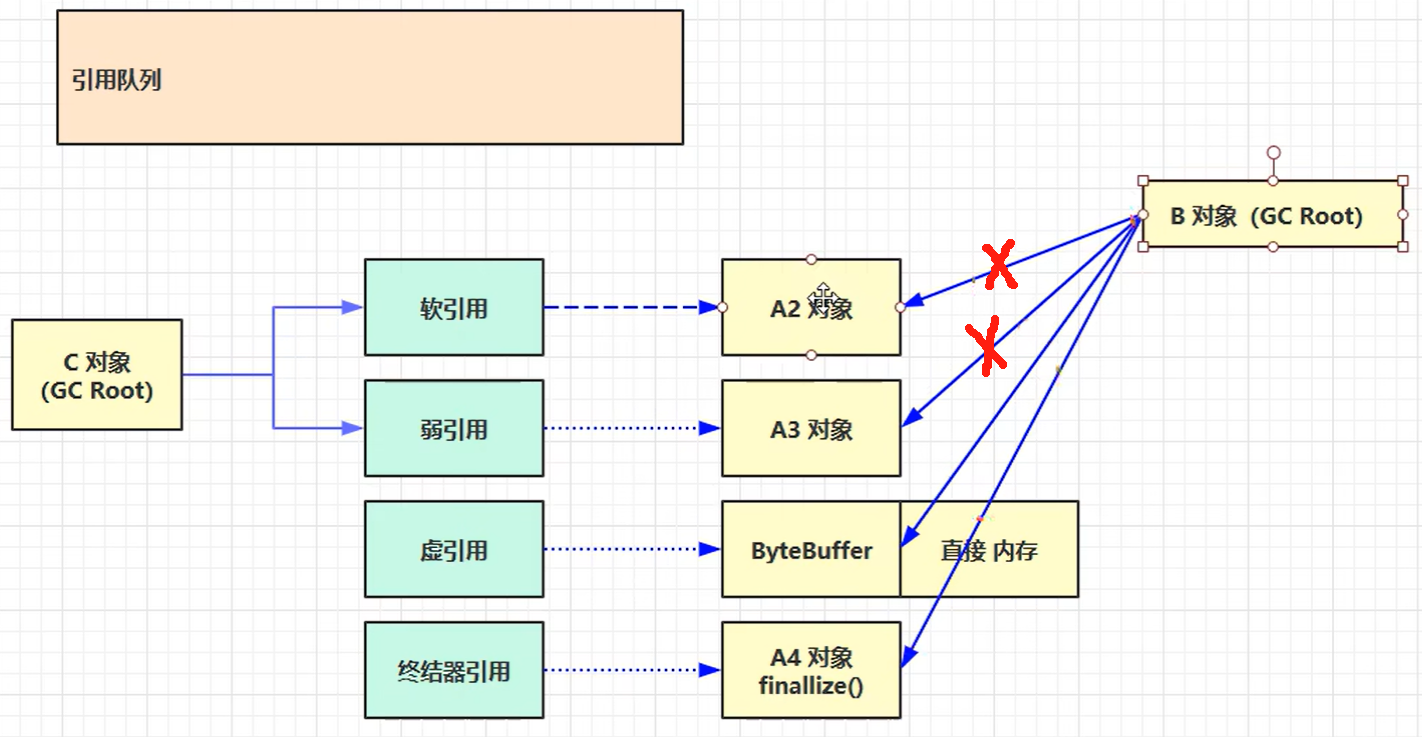 引用队列
B 对象（GC Root）
软引用
A2 对象
C 对象
(GC Root)
弱引用
A3 对象
虚引用
ByteBuffer
直接 内存
终结器引用
A4 对象
finallize()